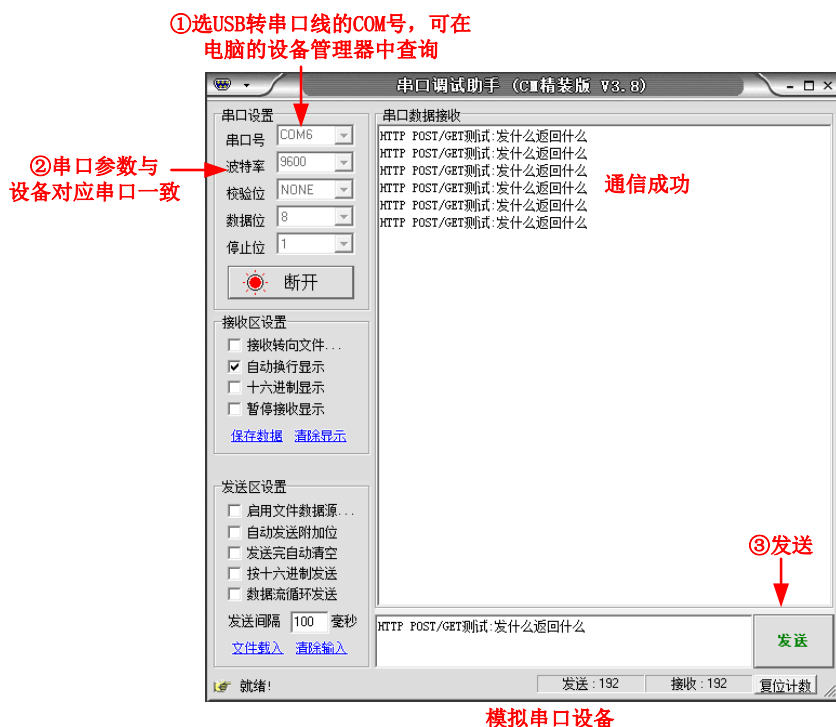 ①选USB转串口线的COM号，可在
电脑的设备管理器中查询
串口调试助手 (CM精装版 V3.8)
串口设置
串口号 COM6
波特率 9600
校验位 NONE
数据位 8
停止位 1
断开
②串口参数与
设备对应串口一致
接收区设置
接收转向文件...
自动换行显示
十六进制显示
暂停接收显示
保存数据 清除显示
发送区设置
启用文件数据源...
自动发送附加位
发送完自动清空
按十六进制发送
数据流循环发送
发送间隔 100 毫秒
文件载入 清除输入
串口数据接收
HTTP POST/GET测试:发什么返回什么
HTTP POST/GET测试:发什么返回什么
HTTP POST/GET测试:发什么返回什么
HTTP POST/GET测试:发什么返回什么
HTTP POST/GET测试:发什么返回什么
HTTP POST/GET测试:发什么返回什么
通信成功
③发送
HTTP POST/GET测试:发什么返回什么
发送
就绪!
发送:192
接收:192
复位计数
模拟串口设备